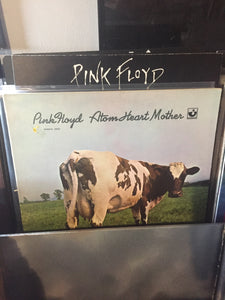 PINK FLOYD
Pink Floyd Atom Heart Mother